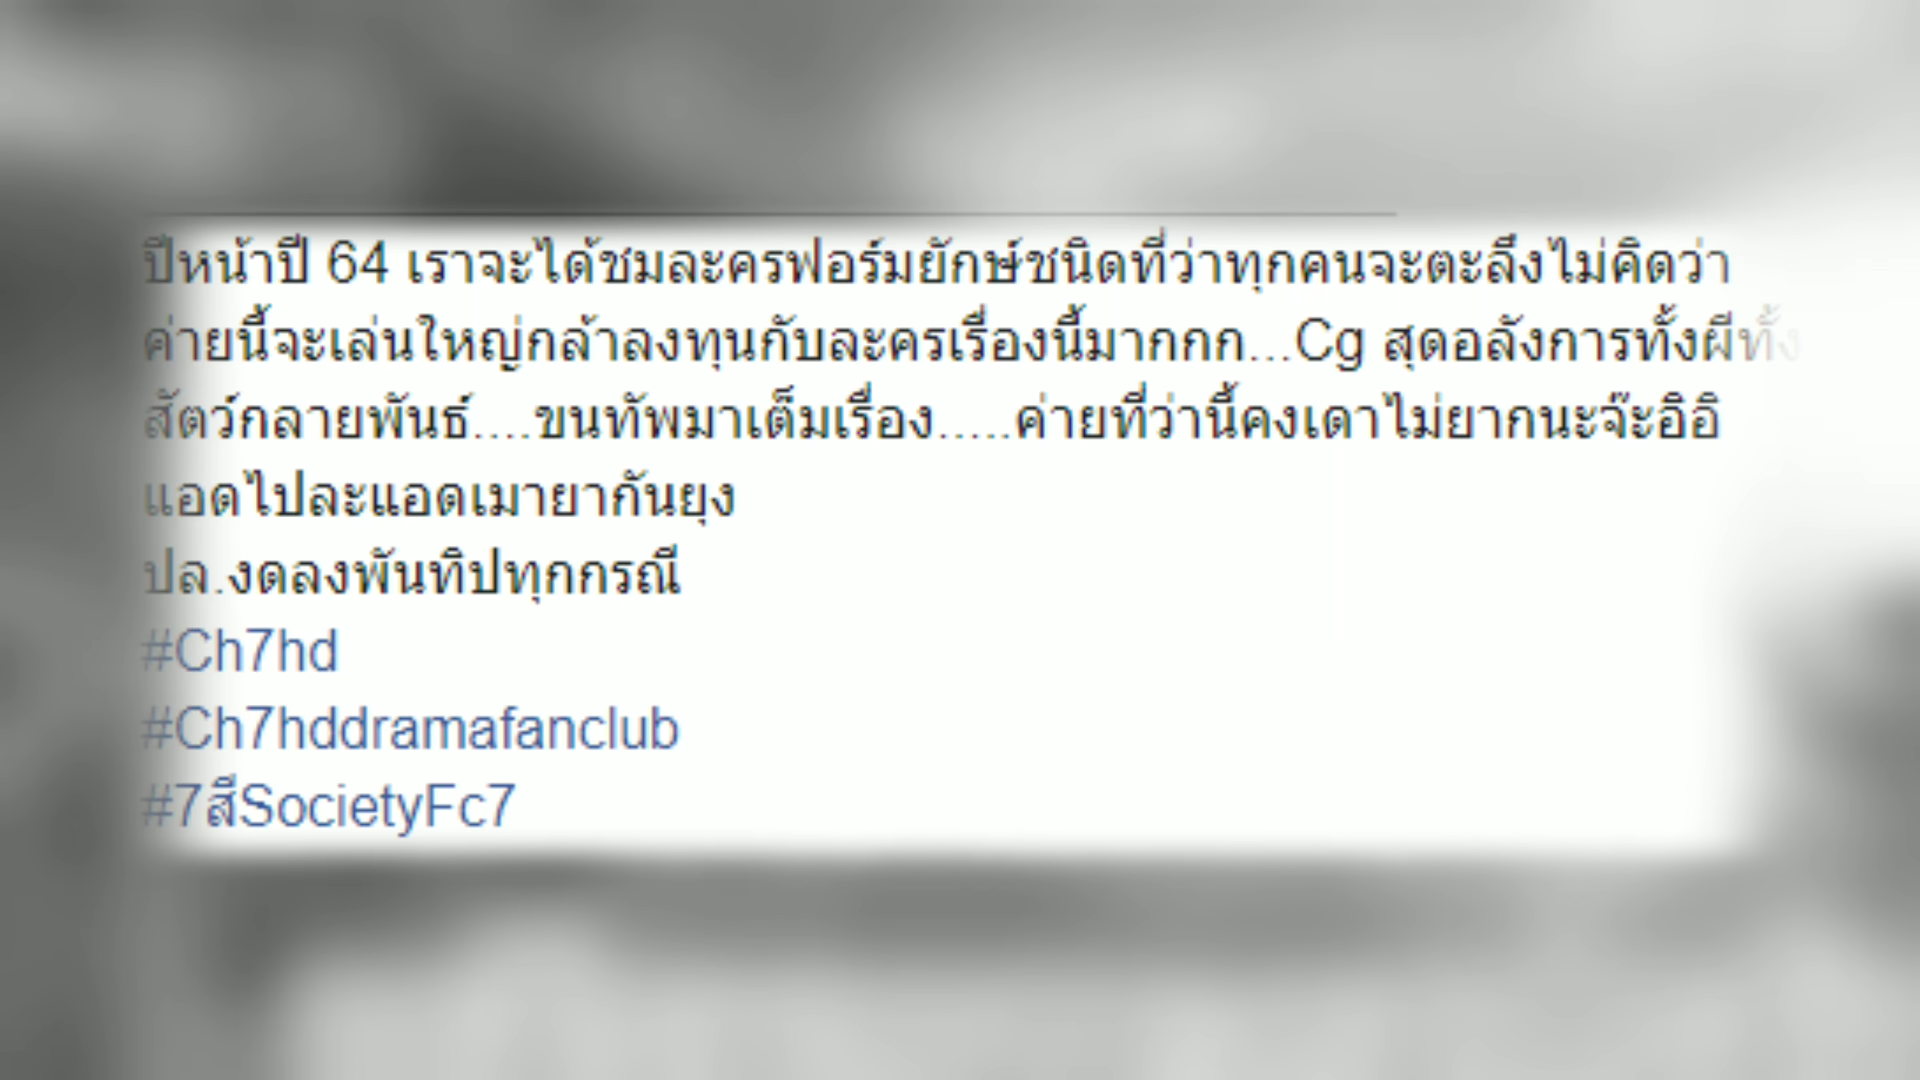 ปีหน้าปี 64 เราจะได้ชมละครฟอร์มยักษ์ชนิดที่ว่าทุกคนจะตะลึงไม่คิดว่า
ค่ายนี้จะเล่นใหญ่กล้าลงทุนกับละครเรื่องนี้มากกก...Cg สุดอลังการทั้งผีทั้ง
สัตว์กลายพันธ์....ขนทัพมาเต็มเรื่อง.....ค่ายที่ว่านี้คงเดาไม่ยากนะจ๊ะอิอิ
แอดไปละแอดเมายากันยุง
ปล.งดลงพันทิปทุกกรณี
#Ch7hd
#Ch7hddramafanclub
#7สีSocietyFc7